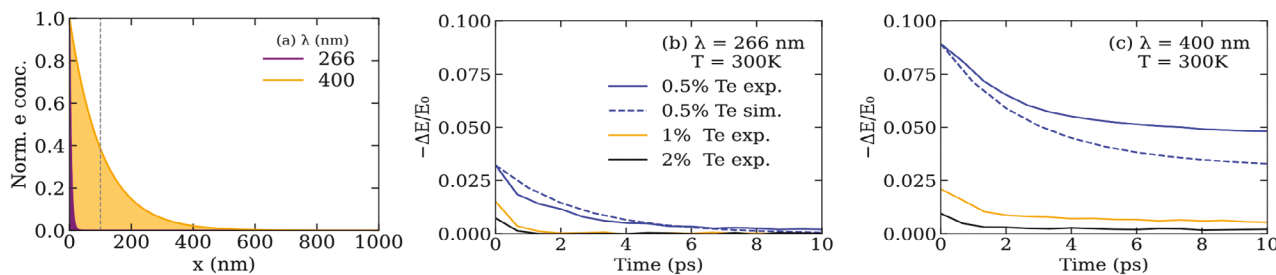 1.0
0.8
0.6
0.4
0.2
0.0
Norm. e conc.
(a) λ (nm)
266
400
0 200 400 600 800 1000
x (nm)
0.100
0.075
0.050
0.025
0.000
−ΔE/E₀
(b) λ = 266 nm
T = 300K
0.5% Te exp.
0.5% Te sim.
1% Te exp.
2% Te exp.
0 2 4 6 8 10
Time (ps)
0.100
0.075
0.050
0.025
0.000
−ΔE/E₀
(c) λ = 400 nm
T = 300K
0 2 4 6 8 10
Time (ps)